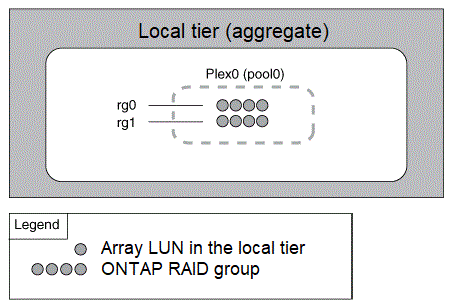 Local tier (aggregate)
Plex0 (pool0)
rg0
rg1
Legend
Array LUN in the local tier
ONTAP RAID group